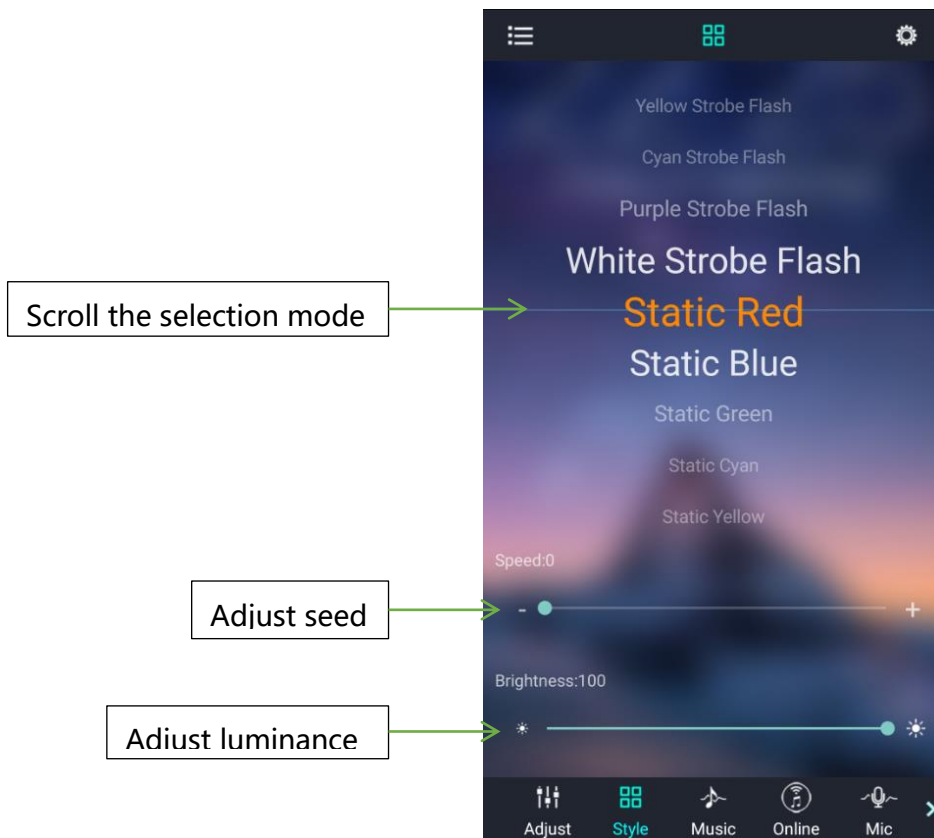 Yellow Strobe Flash
Cyan Strobe Flash
Purple Strobe Flash
White Strobe Flash
Scroll the selection mode
Static Red
Static Blue
Static Green
Static Cyan
Static Yellow
Speed:0
Adjust seed
- +
Brightness:100
Adjust luminance
Adjust Style Music Online Mic